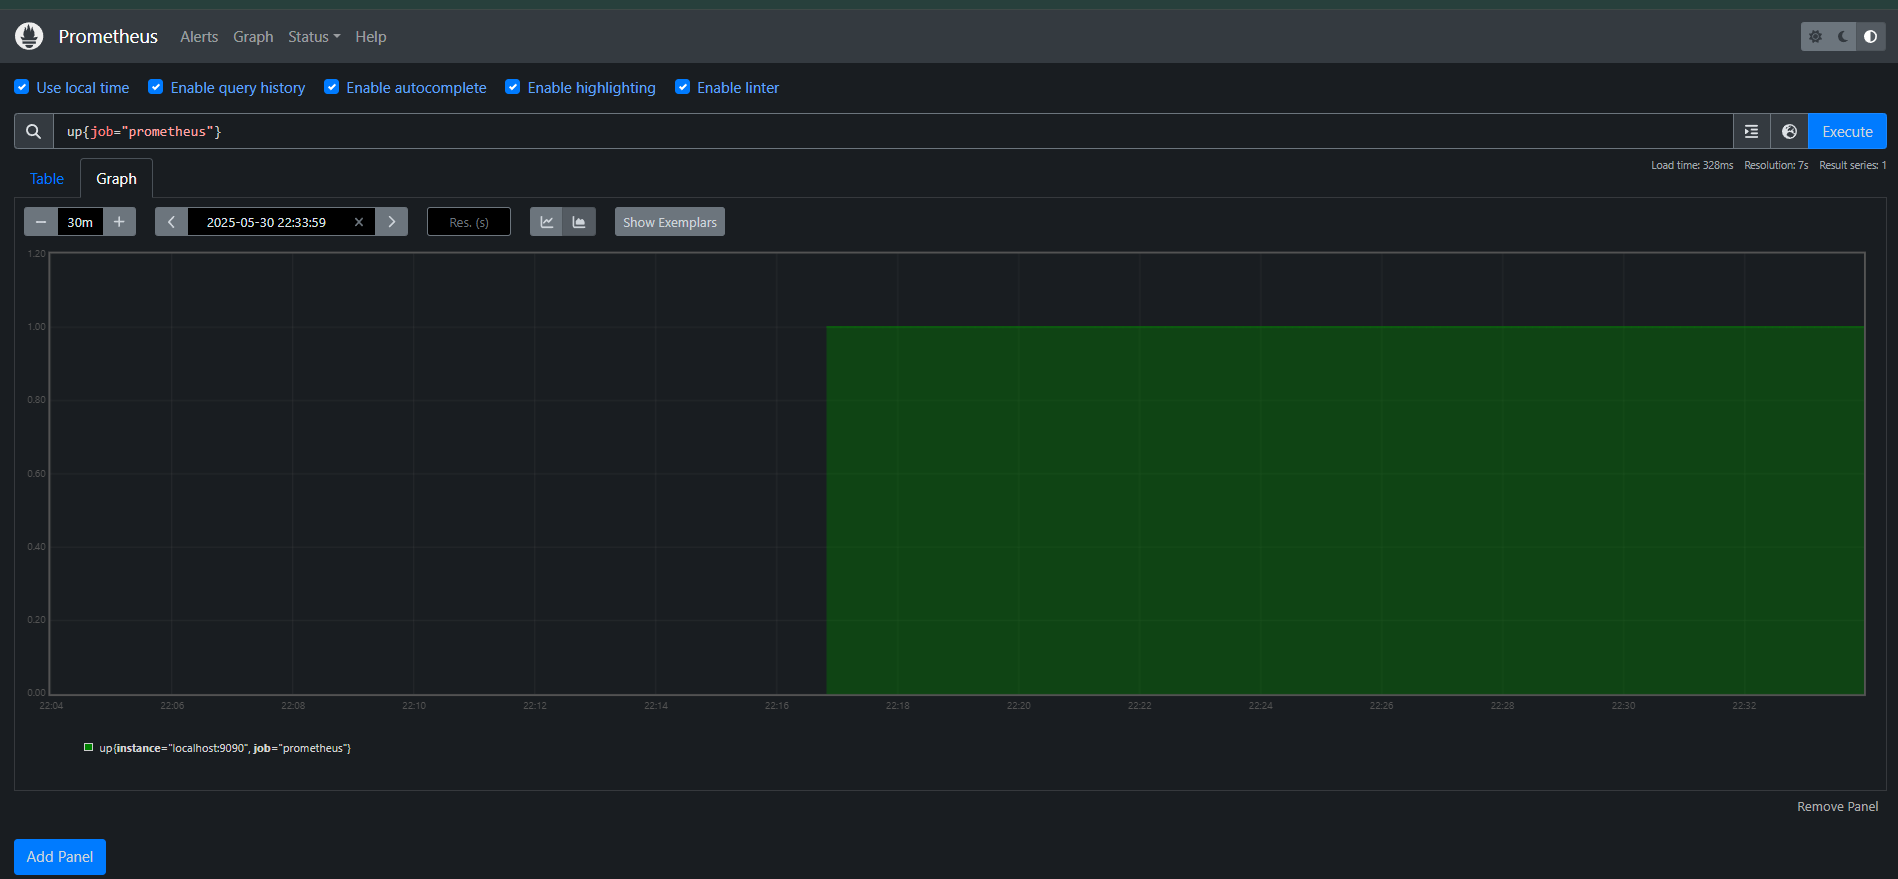 Prometheus Alerts Graph Status Help
Use local time Enable query history Enable autocomplete Enable highlighting Enable linter
up{job="prometheus"} Execute
Load time: 328ms Resolution: 7s Result series: 1
Table Graph
30m 2025-05-30 22:33:59 Res. (s) Show Exemplars
1.20
1.00
0.80
0.60
0.40
0.20
0.00
22:04 22:06 22:08 22:10 22:12 22:14 22:16 22:18 22:20 22:22 22:24 22:26 22:28 22:30 22:32
up{instance="localhost:9090", job="prometheus"}
Remove Panel
Add Panel